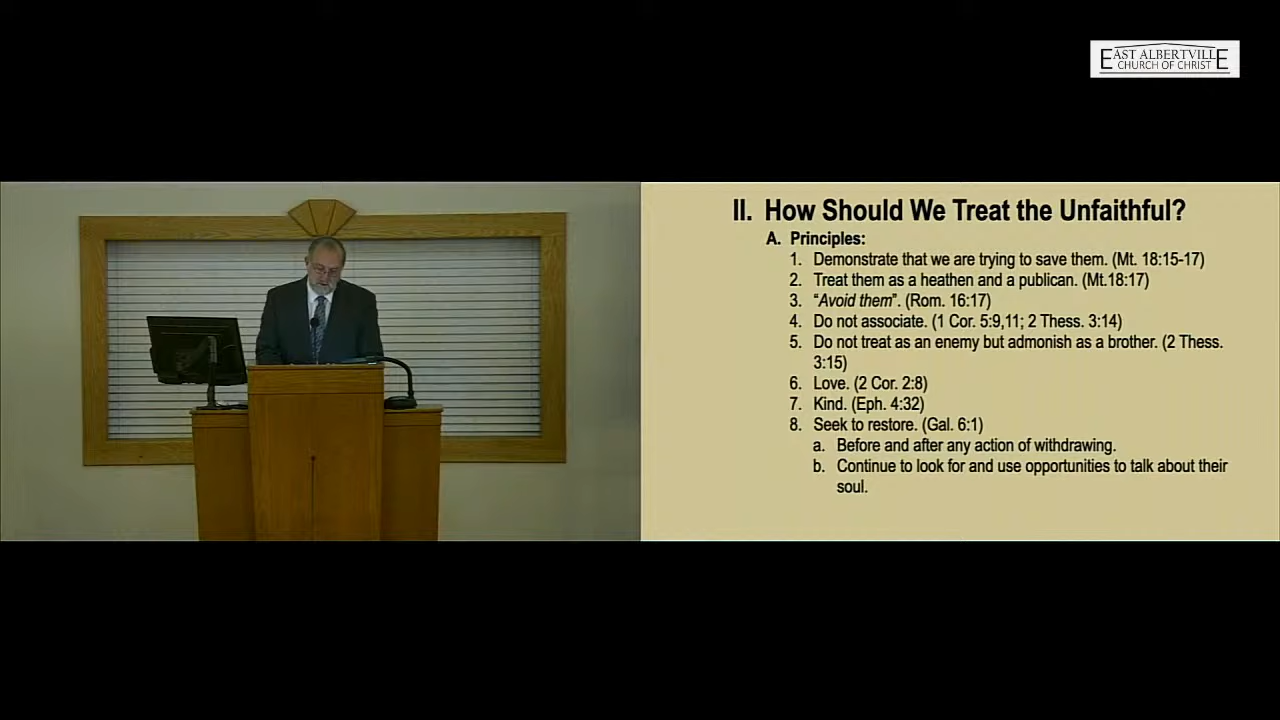 EAST ALBERTVILLE
CHURCH OF CHRIST
II. How Should We Treat the Unfaithful?
A. Principles:
1. Demonstrate that we are trying to save them. (Mt. 18:15-17)
2. Treat them as a heathen and a publican. (Mt.18:17)
3. “Avoid them”. (Rom. 16:17)
4. Do not associate. (1 Cor. 5:9,11; 2 Thess. 3:14)
5. Do not treat as an enemy but admonish as a brother. (2 Thess.
3:15)
6. Love. (2 Cor. 2:8)
7. Kind. (Eph. 4:32)
8. Seek to restore. (Gal. 6:1)
a. Before and after any action of withdrawing.
b. Continue to look for and use opportunities to talk about their
soul.